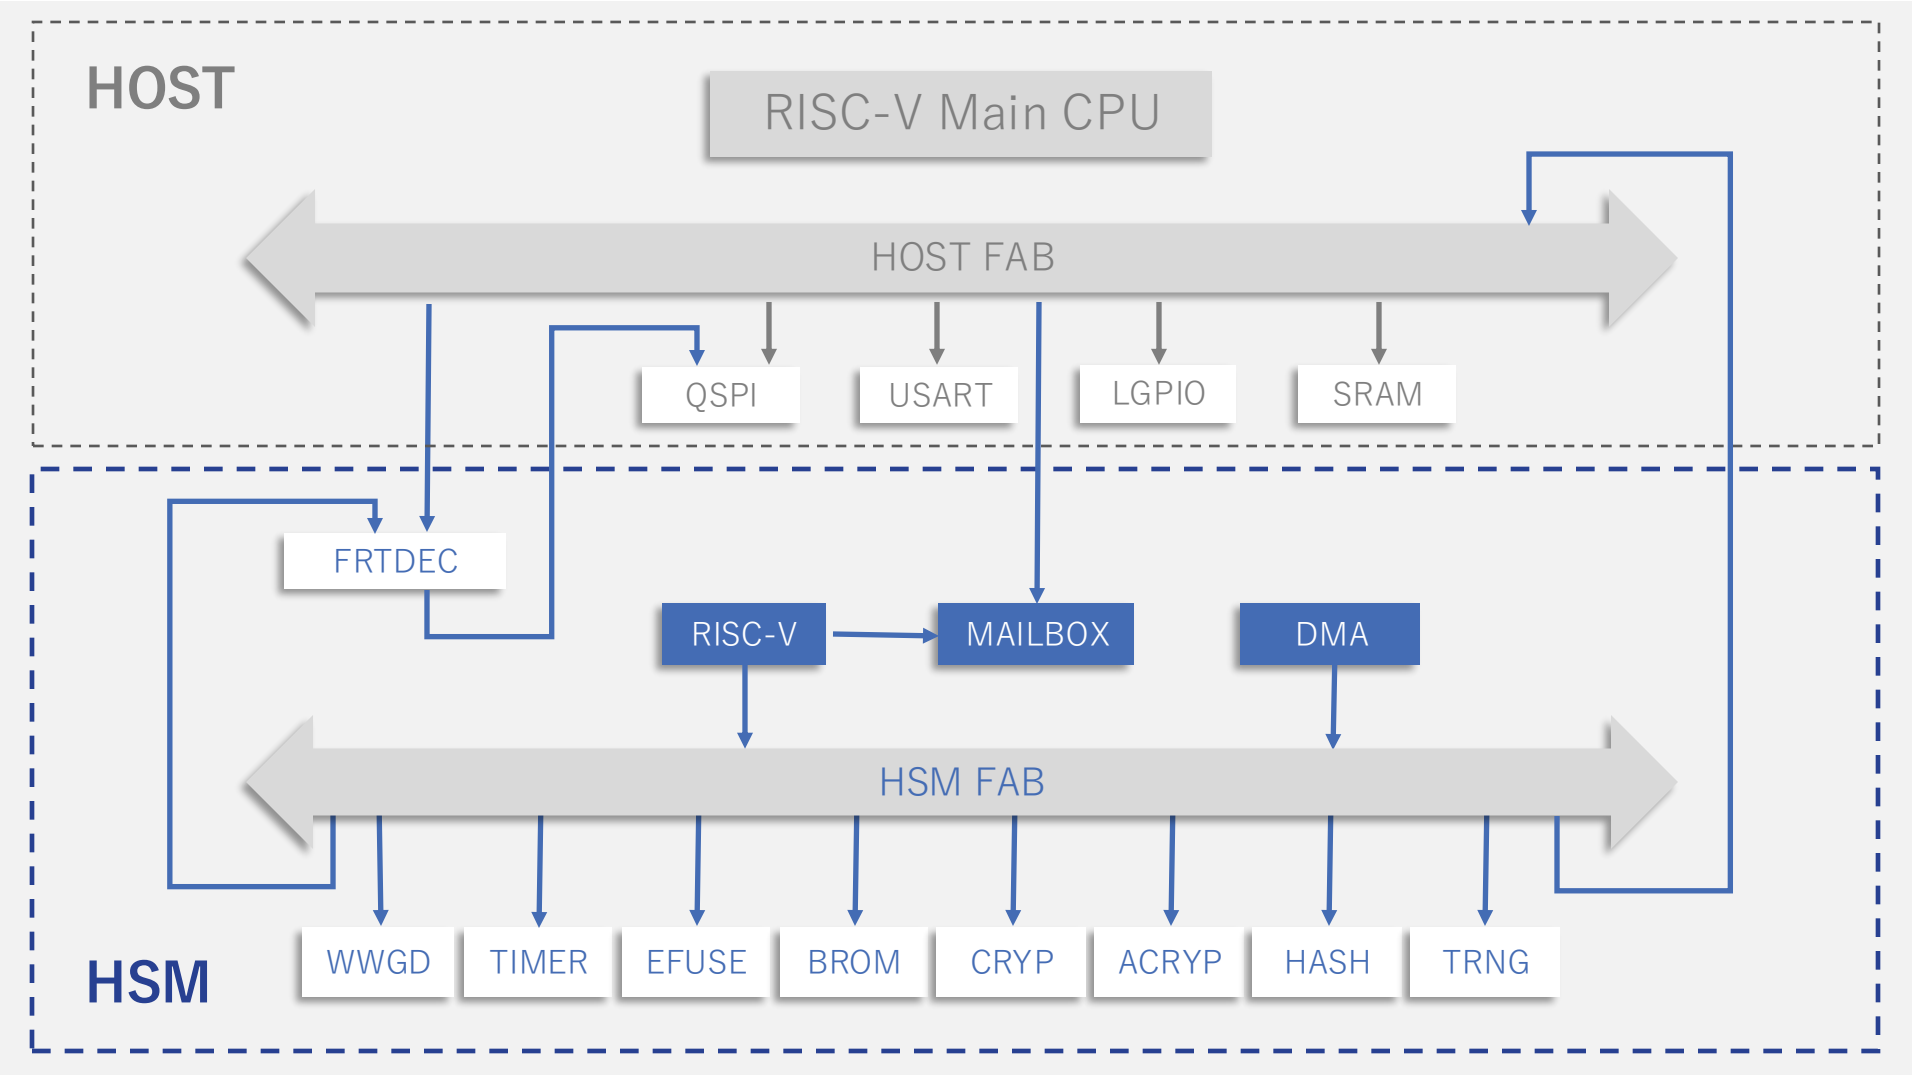 HOST
RISC-V Main CPU
HOST FAB
QSPI
USART
LGPIO
SRAM
FRTDEC
RISC-V
MAILBOX
DMA
HSM FAB
WWGD
TIMER
EFUSE
BROM
CRYP
ACRYP
HASH
TRNG
HSM